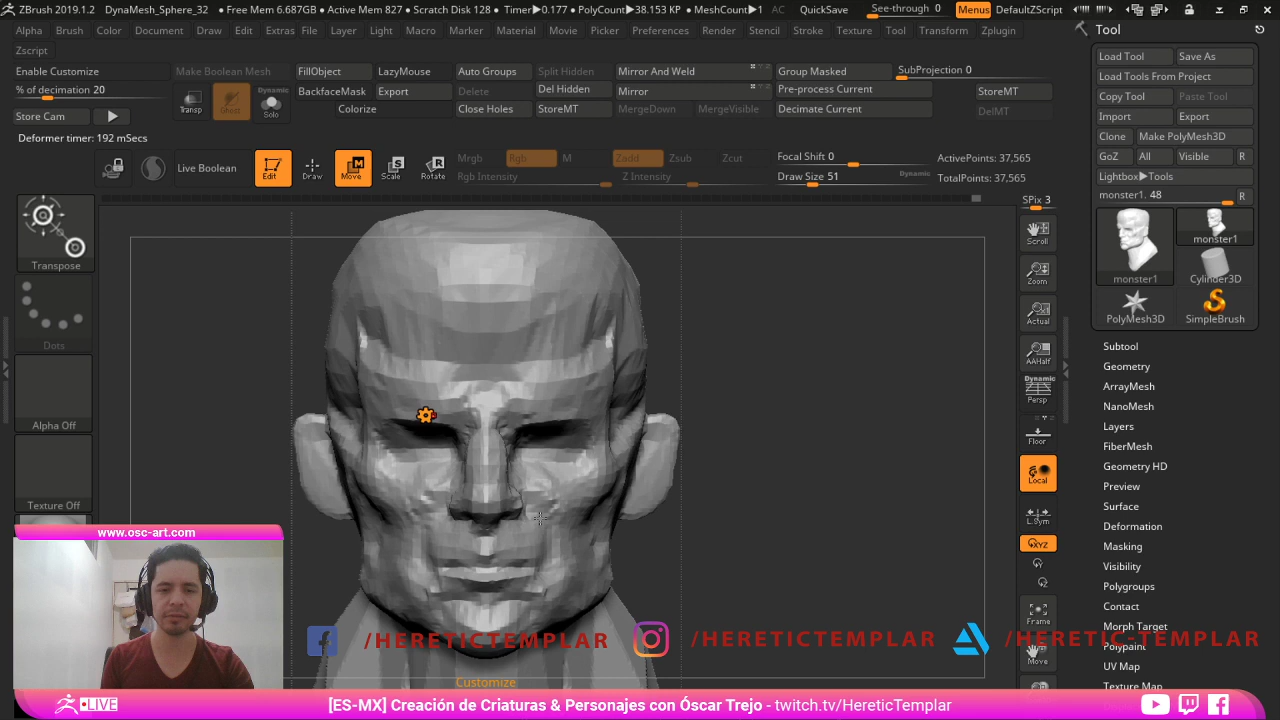 ZBrush 2019.1.2 DynaMesh_Sphere_32 • Free Mem 6.687GB • Active Mem 827 • Scratch Disk 128 • Timer▶0.177 • PolyCount▶38.153 KP • MeshCount▶1 AC QuickSave See-through 0 Menus DefaultZScript
Alpha Brush Color Document Draw Edit Extras File Layer Light Macro Marker Material Movie Picker Preferences Render Stencil Stroke Texture Tool Transform Zplugin
Zscript
Enable Customize Make Boolean Mesh FillObject LazyMouse Auto Groups Split Hidden Mirror And Weld Group Masked SubProjection 0
% of decimation 20 Transp Ghost Dynamic Solo BackfaceMask Export Delete Del Hidden Mirror Pre-process Current StoreMT
Store Cam Colorize Close Holes StoreMT MergeDown MergeVisible Decimate Current DelMT
Deformer timer: 192 mSecs
Live Boolean Edit Draw Move Scale Rotate Mrgb Rgb M Zadd Zsub Zcut Focal Shift 0 ActivePoints: 37,565
Rgb Intensity Z Intensity Draw Size 51 Dynamic TotalPoints: 37,565
Transpose
Dots
Alpha Off
Texture Off
SPix 3
Scroll
Zoom
Actual
AAHalf
Dynamic
Persp
Floor
Local
L.Sym
XYZ
Frame
Move
Tool
Load Tool Save As
Load Tools From Project
Copy Tool Paste Tool
Import Export
Clone Make PolyMesh3D
GoZ All Visible R
Lightbox▶Tools
monster1. 48 R
monster1
monster1 Cylinder3D
PolyMesh3D SimpleBrush
Subtool
Geometry
ArrayMesh
NanoMesh
Layers
FiberMesh
Geometry HD
Preview
Surface
Deformation
Masking
Visibility
Polygroups
Contact
Morph Target
Polypaint
UV Map
Texture Map
www.osc-art.com
/HERETICTEMPLAR /HERETICTEMPLAR /HERETIC-TEMPLAR
Customize
LIVE [ES-MX] Creación de Criaturas & Personajes con Óscar Trejo - twitch.tv/HereticTemplar